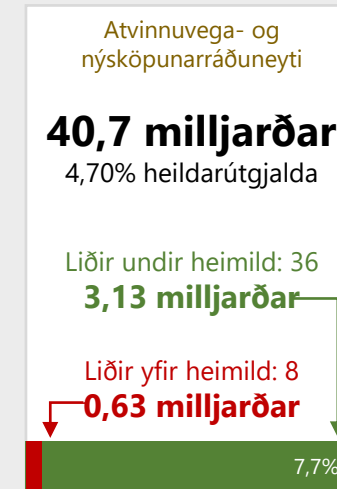 Atvinnuvega- og
nýsköpunarráðuneyti
40,7 milljarðar
4,70% heildarútgjalda
Liðir undir heimild: 36
3,13 milljarðar
Liðir yfir heimild: 8
0,63 milljarðar
7,7%